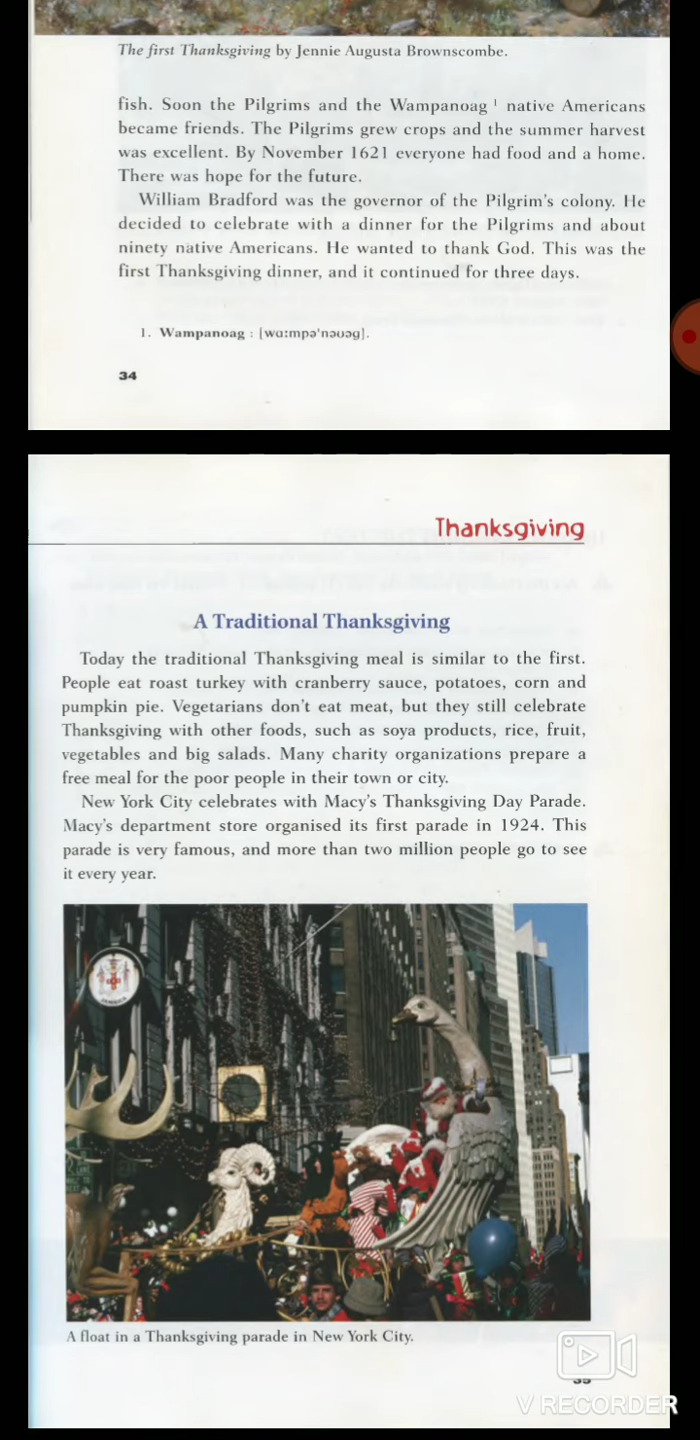 The first Thanksgiving by Jennie Augusta Brownscombe.
fish. Soon the Pilgrims and the Wampanoag ¹ native Americans
became friends. The Pilgrims grew crops and the summer harvest
was excellent. By November 1621 everyone had food and a home.
There was hope for the future.
William Bradford was the governor of the Pilgrim's colony. He
decided to celebrate with a dinner for the Pilgrims and about
ninety native Americans. He wanted to thank God. This was the
first Thanksgiving dinner, and it continued for three days.
1. Wampanoag : [wɑːmpə'nəʊəg].
34
Thanksgiving
A Traditional Thanksgiving
Today the traditional Thanksgiving meal is similar to the first.
People eat roast turkey with cranberry sauce, potatoes, corn and
pumpkin pie. Vegetarians don't eat meat, but they still celebrate
Thanksgiving with other foods, such as soya products, rice, fruit,
vegetables and big salads. Many charity organizations prepare a
free meal for the poor people in their town or city.
New York City celebrates with Macy's Thanksgiving Day Parade.
Macy's department store organised its first parade in 1924. This
parade is very famous, and more than two million people go to see
it every year.
JAMAICA
A float in a Thanksgiving parade in New York City.
35
V RECORDER